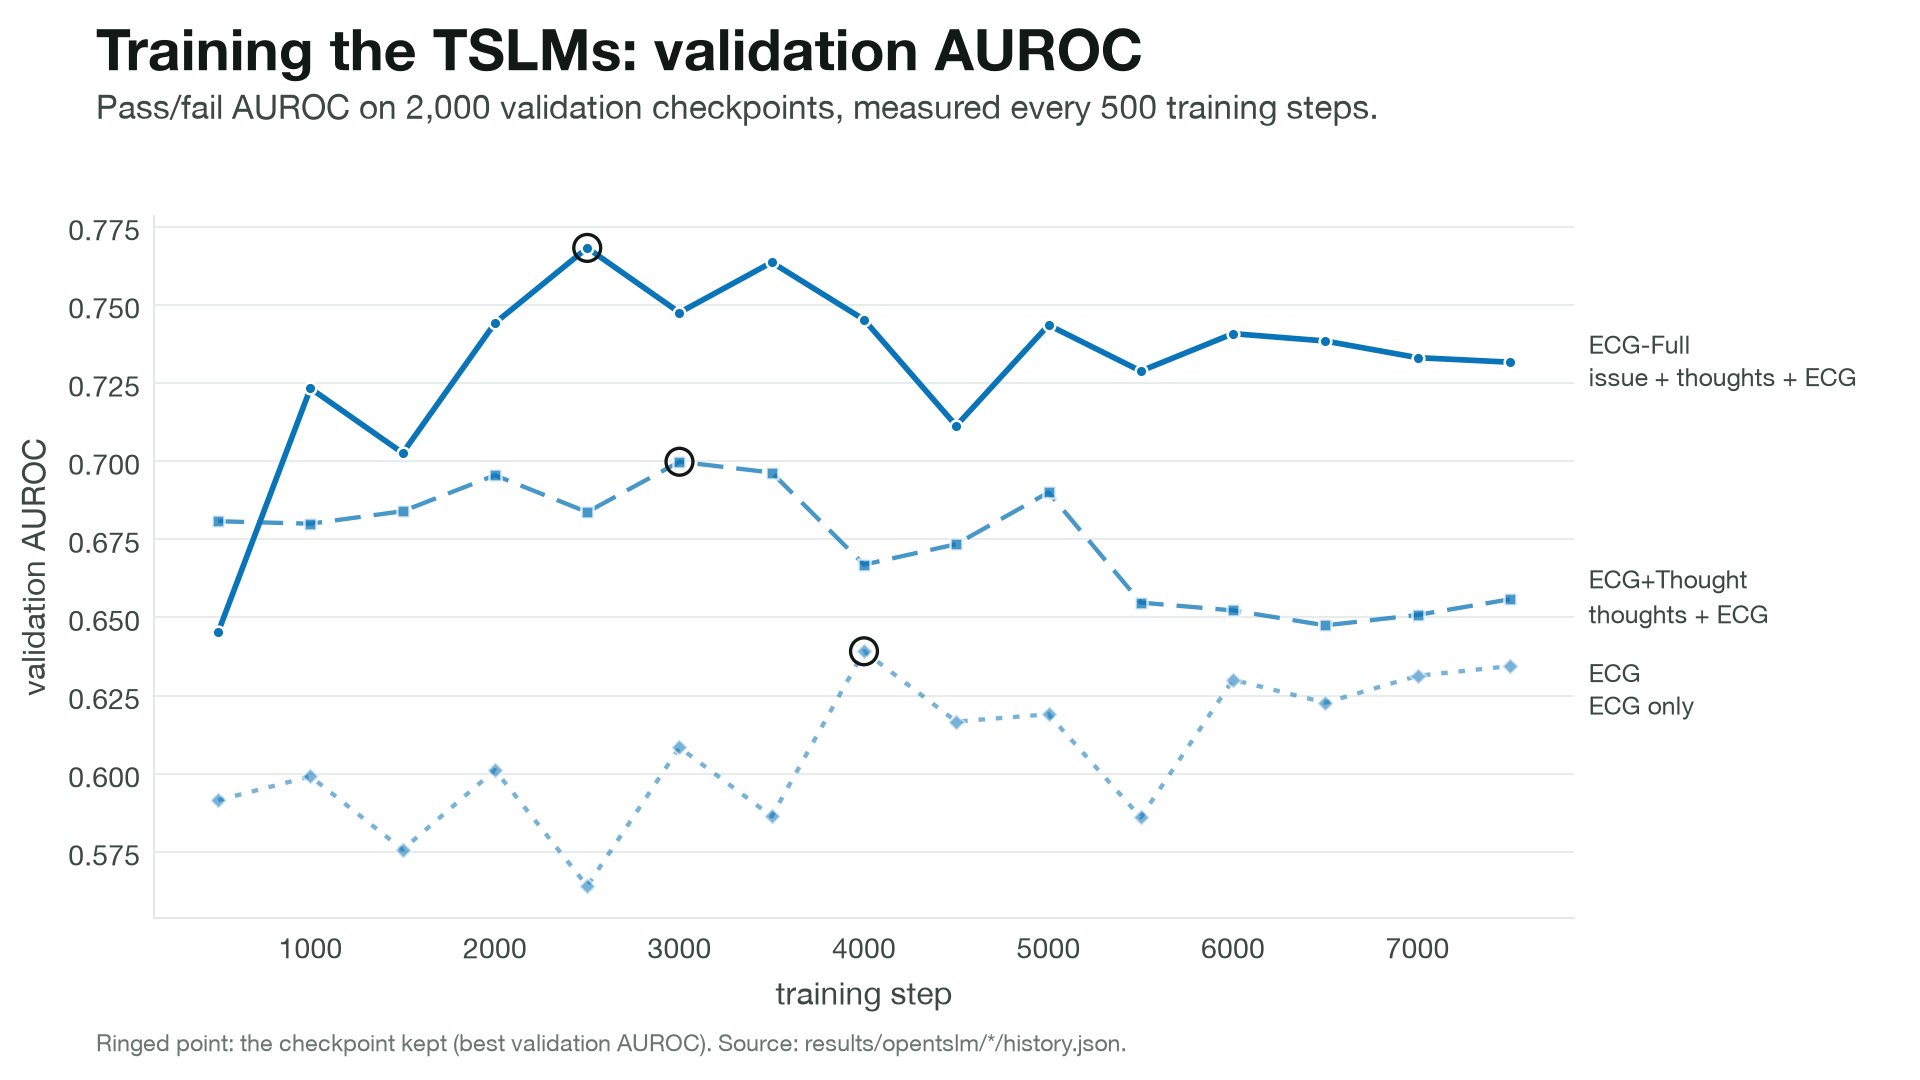 Training the TSLMs: validation AUROC
Pass/fail AUROC on 2,000 validation checkpoints, measured every 500 training steps.
validation AUROC
0.775
0.750
0.725
0.700
0.675
0.650
0.625
0.600
0.575
ECG-Full
issue + thoughts + ECG
ECG+Thought
thoughts + ECG
ECG
ECG only
1000 2000 3000 4000 5000 6000 7000
training step
Ringed point: the checkpoint kept (best validation AUROC). Source: results/opentslm/*/history.json.